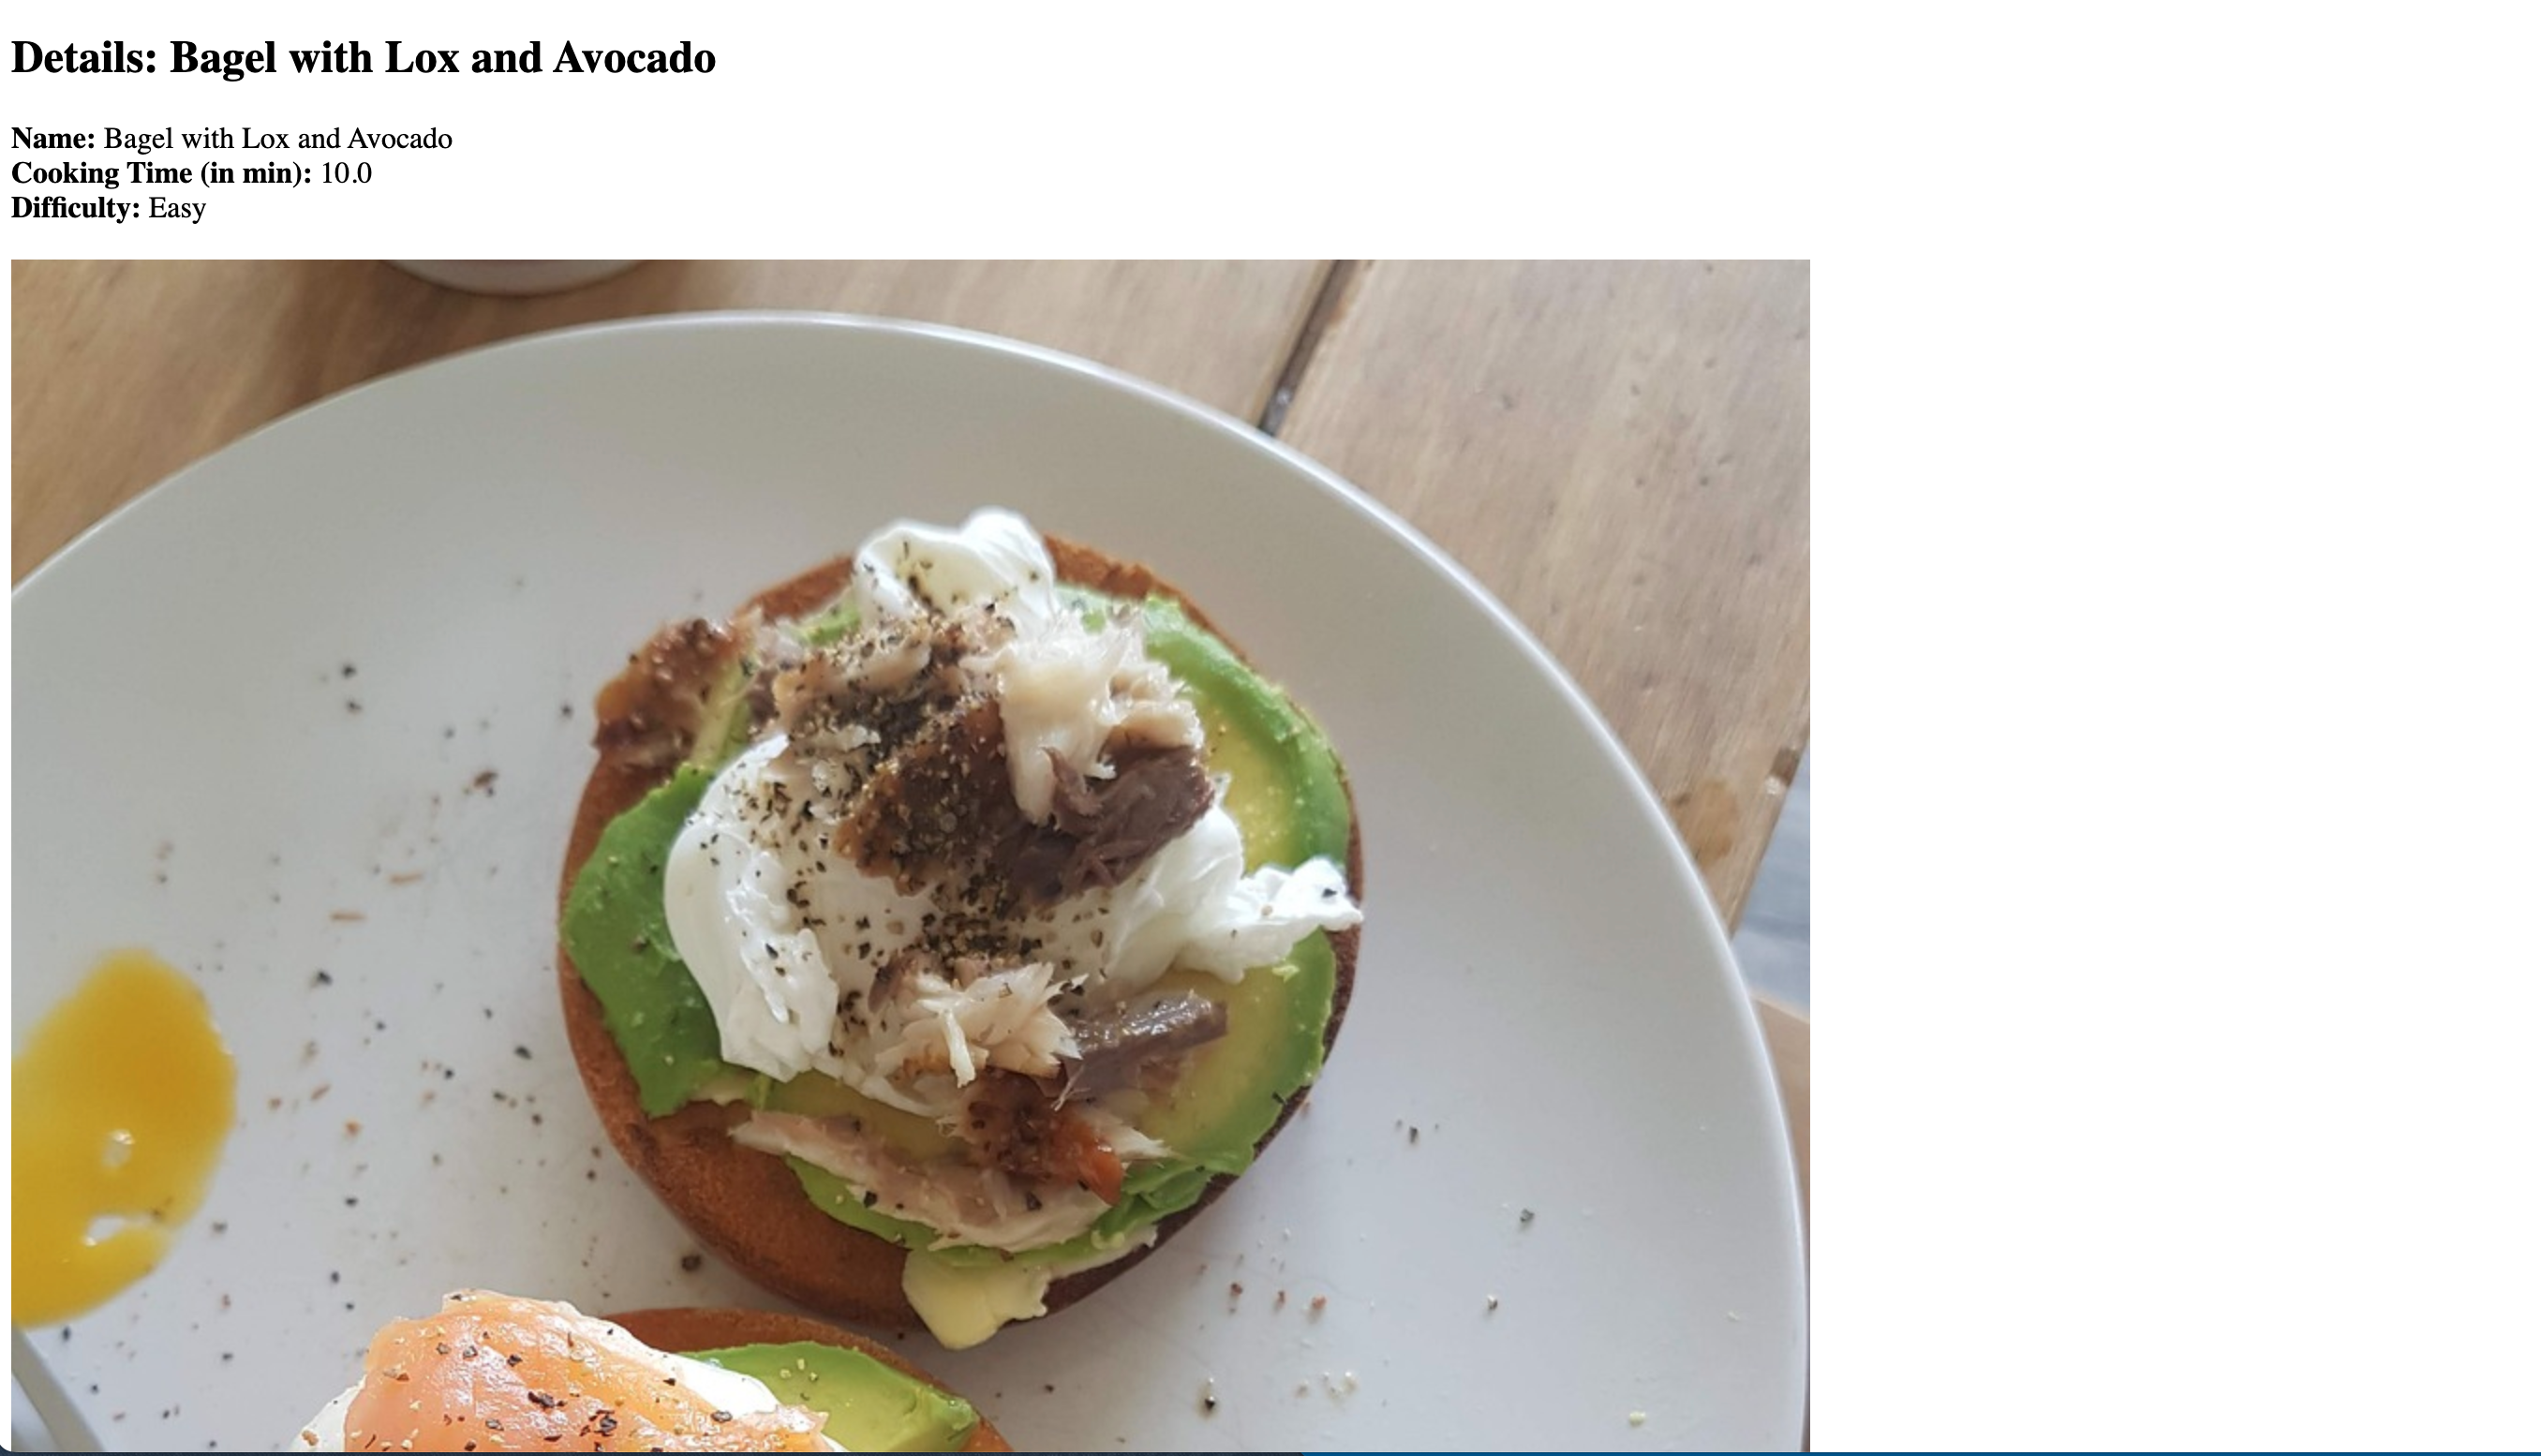 Details: Bagel with Lox and Avocado
Name: Bagel with Lox and Avocado
Cooking Time (in min): 10.0
Difficulty: Easy